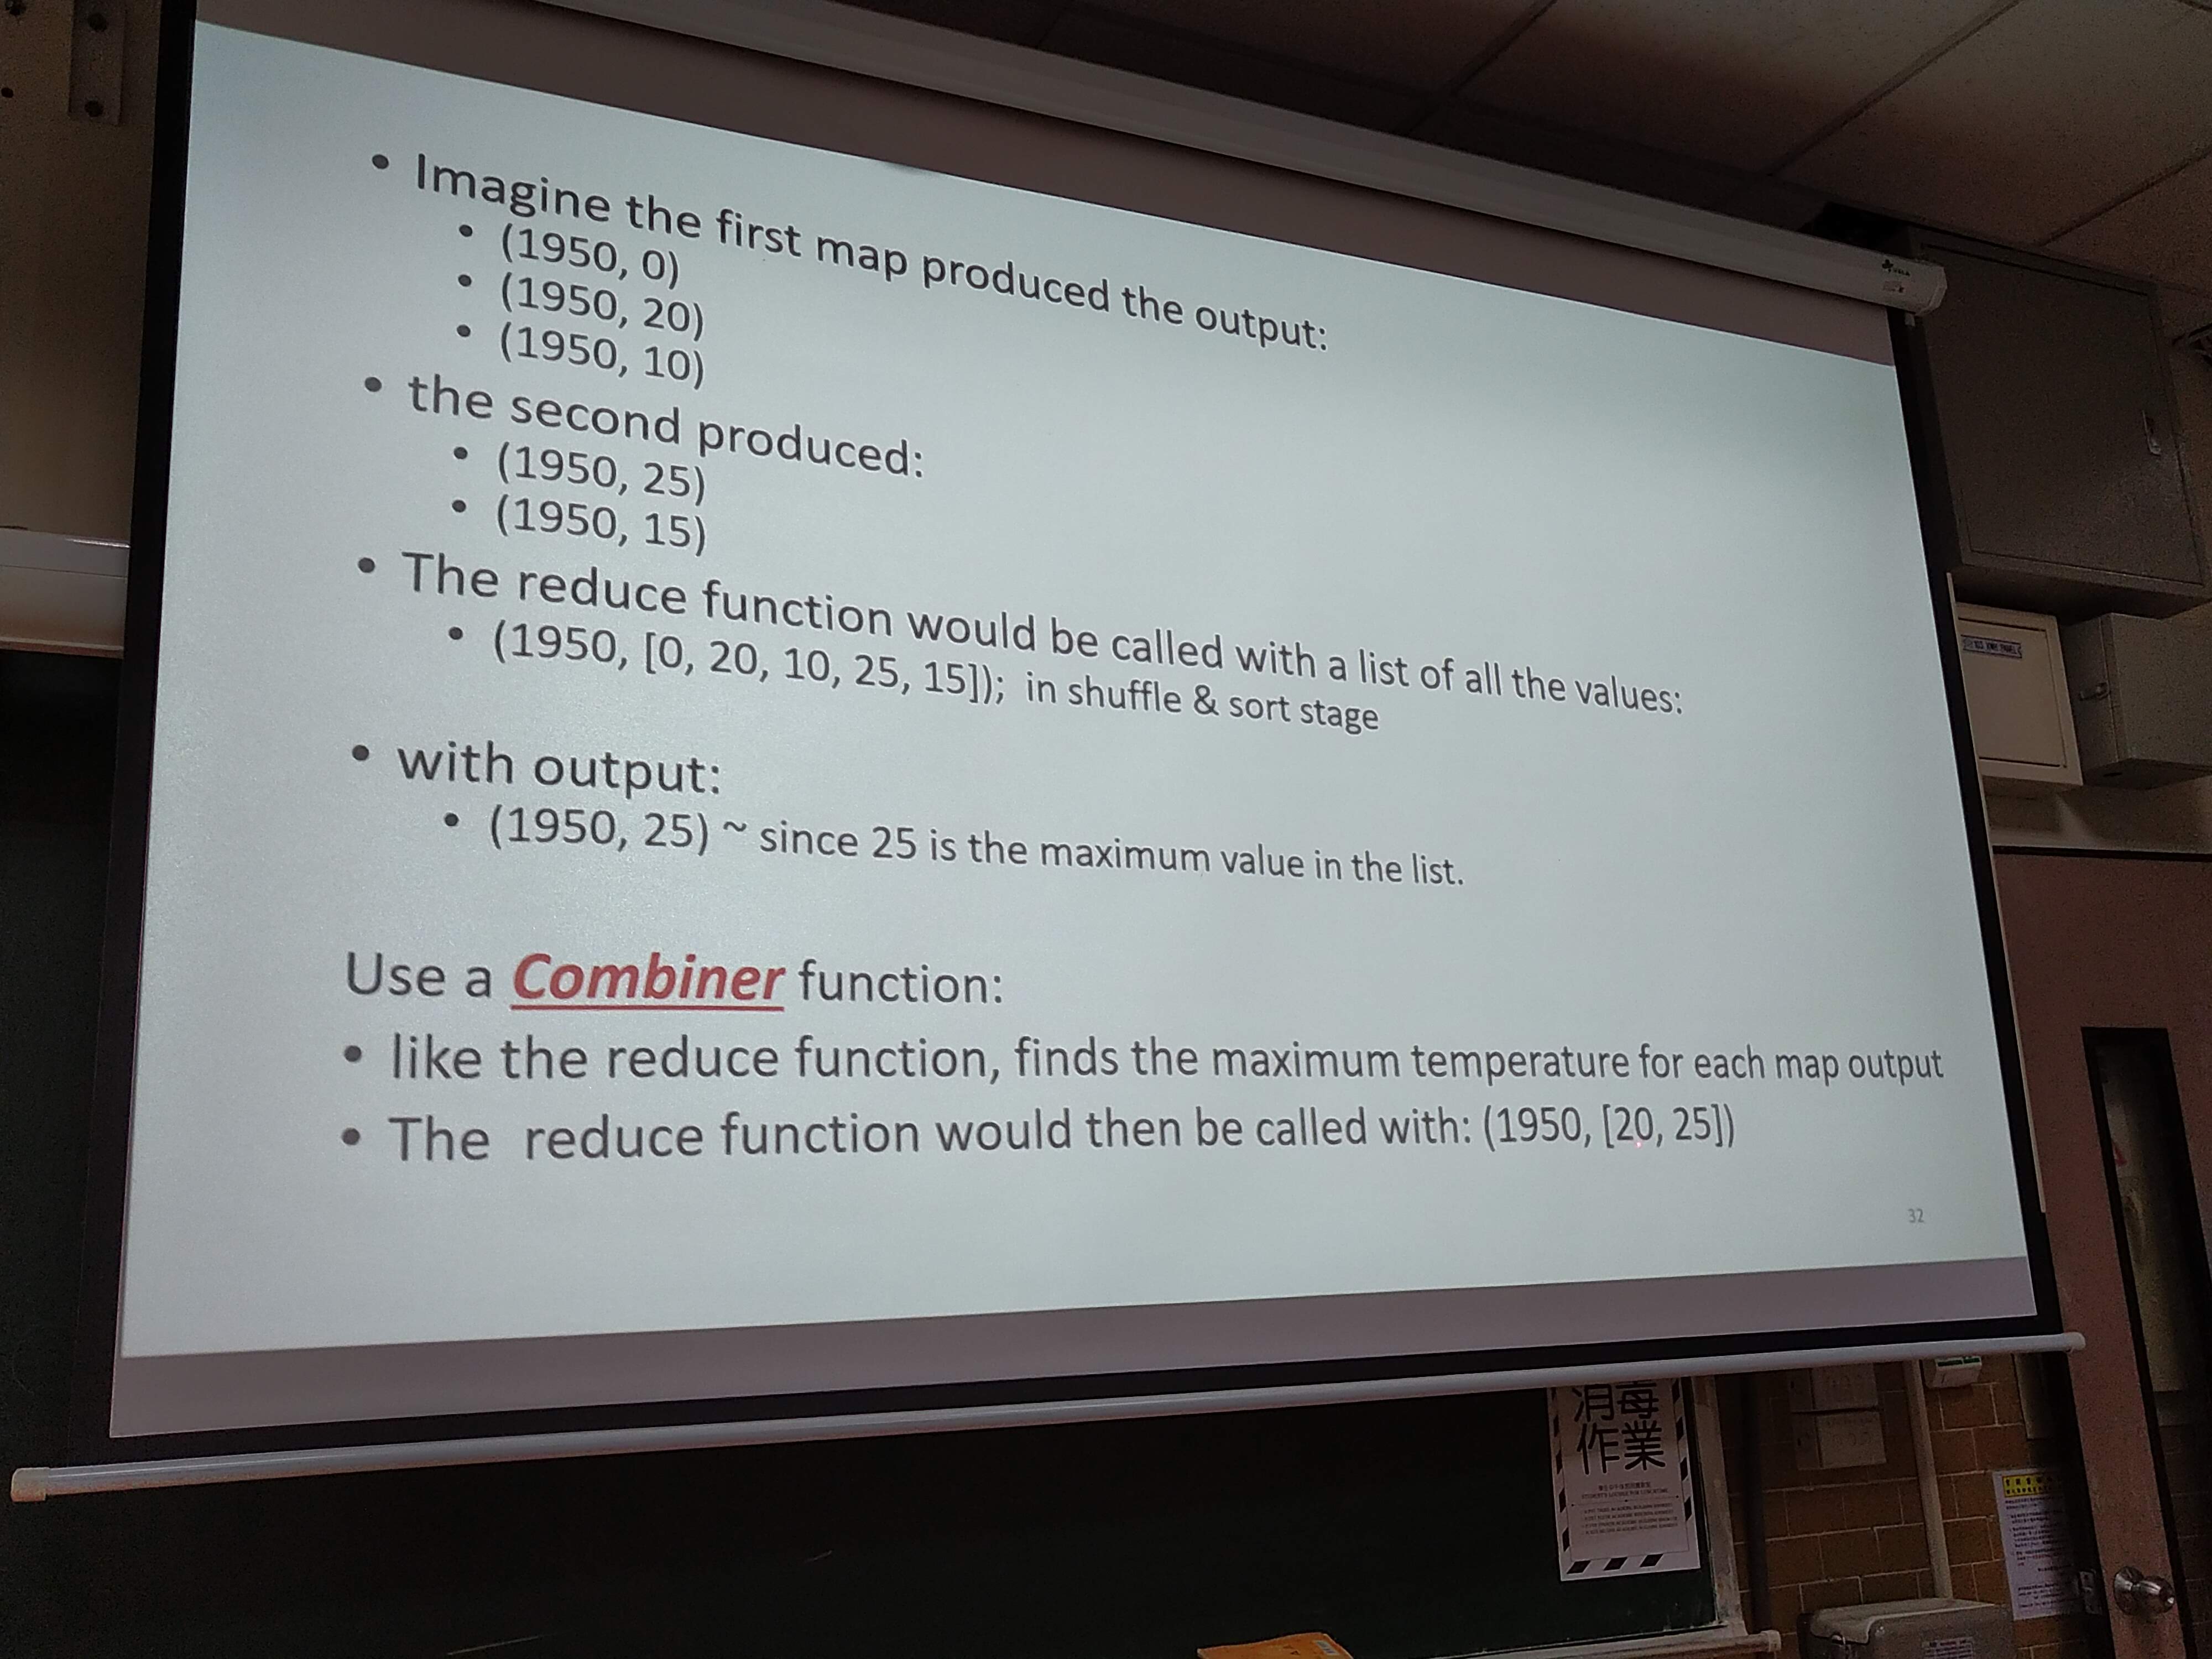 • Imagine the first map produced the output:
• (1950, 0)
• (1950, 20)
• (1950, 10)
• the second produced:
• (1950, 25)
• (1950, 15)
• The reduce function would be called with a list of all the values:
• (1950, [0, 20, 10, 25, 15]); in shuffle & sort stage
• with output:
• (1950, 25) ~ since 25 is the maximum value in the list.
Use a Combiner function:
• like the reduce function, finds the maximum temperature for each map output
• The reduce function would then be called with: (1950, [20, 25])
32
消毒
作業